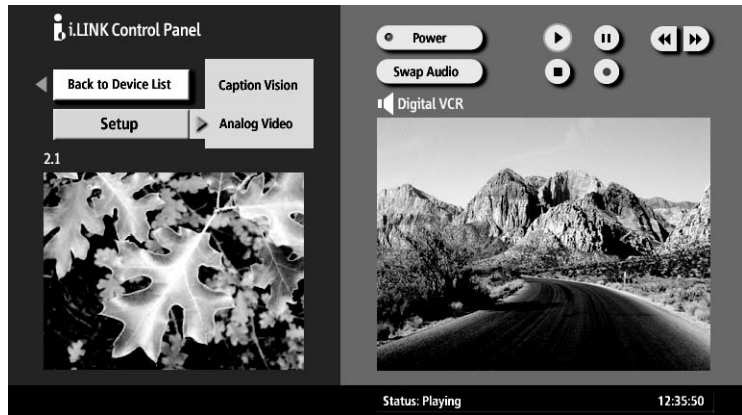 i.LINK Control Panel
Back to Device List
Caption Vision
Setup
Analog Video
2.1
Power
Swap Audio
Digital VCR
Status: Playing
12:35:50